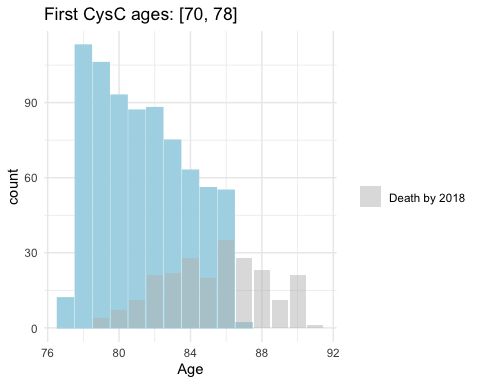 First CysC ages: [70, 78]
count
90
60
30
0
76 80 84 88 92
Age
Death by 2018